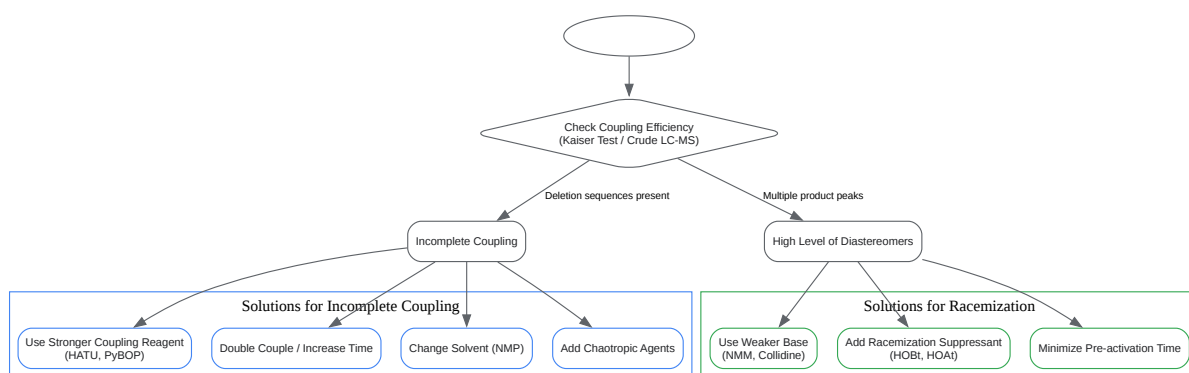 Check Coupling Efficiency
(Kaiser Test / Crude LC-MS)
Deletion sequences present
Multiple product peaks
Incomplete Coupling
High Level of Diastereomers
Solutions for Incomplete Coupling
Solutions for Racemization
Use Stronger Coupling Reagent
(HATU, PyBOP)
Double Couple / Increase Time
Change Solvent (NMP)
Add Chaotropic Agents
Use Weaker Base
(NMM, Collidine)
Add Racemization Suppressant
(HOBt, HOAt)
Minimize Pre-activation Time